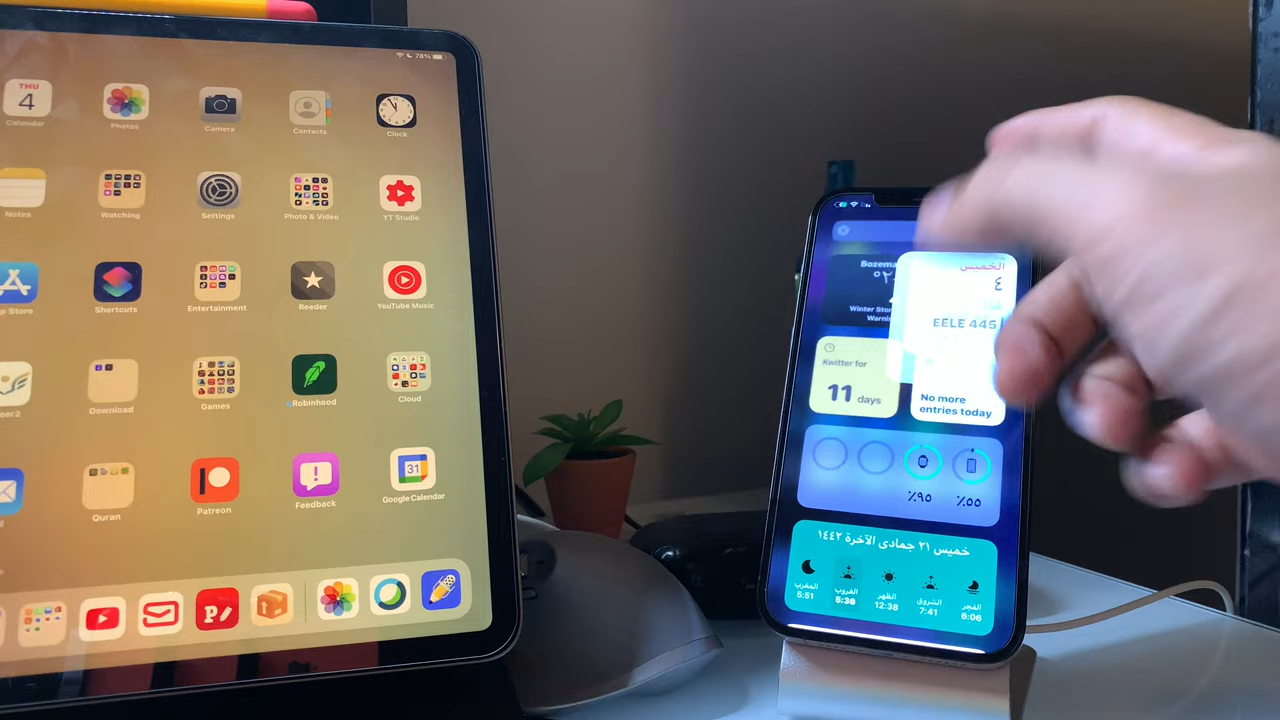 78%
THU
4
Calendar
Photos
Camera
Contacts
Clock
Notes
Watching
Settings
Photo & Video
YT Studio
Shortcuts
Entertainment
Reeder
YouTube Music
Download
Games
Robinhood
Cloud
Quran
Patreon
Feedback
31
Google Calendar
الخميس
٤
EELE 445
No more
entries today
Winter
Kwitter for
11
days
٪٩٥
٪٥٥
خميس ٢١ جمادى الآخرة ١٤٤٢
المغرب
الغروب
الظهر
الشروق
الفجر
5:51
5:36
12:38
7:41
6:06